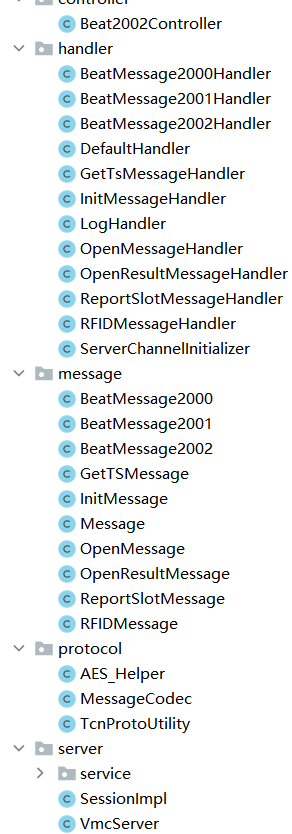 controller
Beat2002Controller
handler
BeatMessage2000Handler
BeatMessage2001Handler
BeatMessage2002Handler
DefaultHandler
GetTsMessageHandler
InitMessageHandler
LogHandler
OpenMessageHandler
OpenResultMessageHandler
ReportSlotMessageHandler
RFIDMessageHandler
ServerChannelInitializer
message
BeatMessage2000
BeatMessage2001
BeatMessage2002
GetTSMessage
InitMessage
Message
OpenMessage
OpenResultMessage
ReportSlotMessage
RFIDMessage
protocol
AES_Helper
MessageCodec
TcnProtoUtility
server
service
SessionImpl
VmcServer